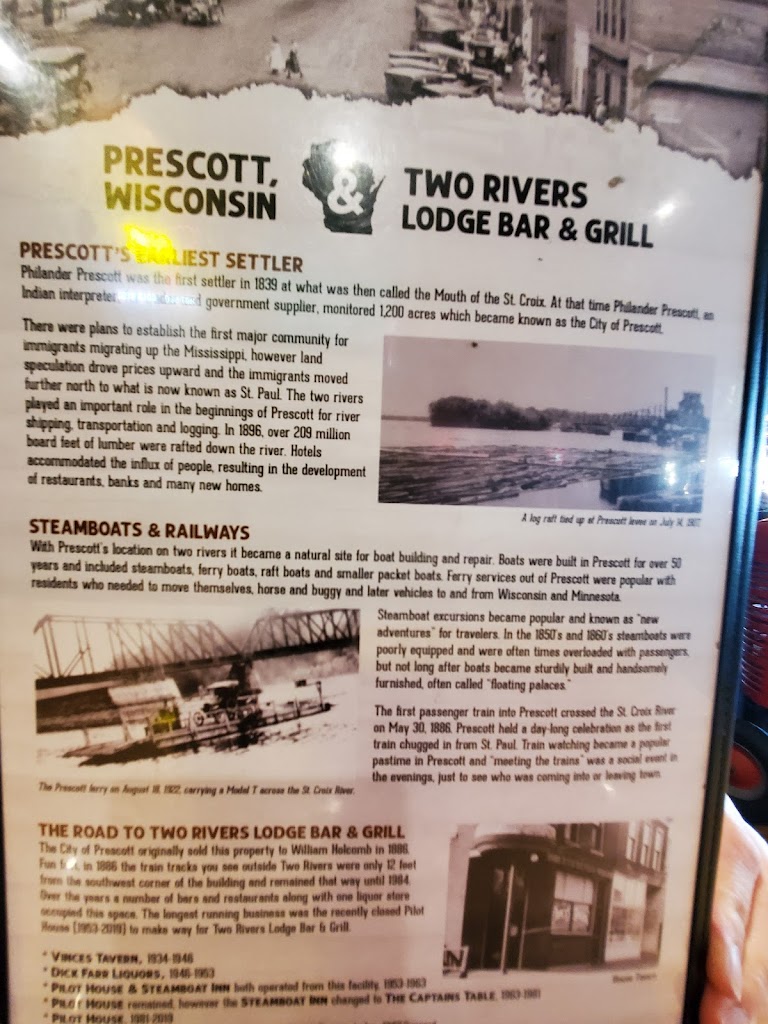 PRESCOTT,
WISCONSIN
&
TWO RIVERS
LODGE BAR & GRILL
PRESCOTT'S EARLIEST SETTLER
Philander Prescott was the first settler in 1839 at what was then called the Mouth of the St. Croix. At that time Philander Prescott, an
Indian interpreter government supplier, monitored 1,200 acres which became known as the City of Prescott.
There were plans to establish the first major community for
immigrants migrating up the Mississippi, however land
speculation drove prices upward and the immigrants moved
further north to what is now known as St. Paul. The two rivers
played an important role in the beginnings of Prescott for river
shipping, transportation and logging. In 1896, over 209 million
board feet of lumber were rafted down the river. Hotels
accommodated the influx of people, resulting in the development
of restaurants, banks and many new homes.
A log raft tied up at Prescott levee on July 14, 1907.
STEAMBOATS & RAILWAYS
With Prescott's location on two rivers it became a natural site for boat building and repair. Boats were built in Prescott for over 50
years and included steamboats, ferry boats, raft boats and smaller packet boats. Ferry services out of Prescott were popular with
residents who needed to move themselves, horse and buggy and later vehicles to and from Wisconsin and Minnesota.
Steamboat excursions became popular and known as "new
adventures" for travelers. In the 1850's and 1860's steamboats were
poorly equipped and were often times overloaded with passengers,
but not long after boats became sturdily built and handsomely
furnished, often called "floating palaces."
The first passenger train into Prescott crossed the St. Croix River
on May 30, 1886. Prescott held a day-long celebration as the first
train chugged in from St. Paul. Train watching became a popular
pastime in Prescott and "meeting the trains" was a social event in
the evenings, just to see who was coming into or leaving town.
The Prescott ferry on August 18, 1922, carrying a Model T across the St. Croix River.
THE ROAD TO TWO RIVERS LODGE BAR & GRILL
The City of Prescott originally sold this property to William Holcomb in 1886.
Fun in 1886 the train tracks you see outside Two Rivers were only 12 feet
from the southwest corner of the building and remained that way until 1984.
Over the years a number of bars and restaurants along with one liquor store
occupied this space. The longest running business was the recently closed Pilot
House (1953-2019) to make way for Two Rivers Lodge Bar & Grill.
* VINCES TAVERN, 1934-1946
* DICK FARR LIQUORS, 1946-1953
* PILOT HOUSE & STEAMBOAT INN both operated from this facility, 1953-1963
* PILOT HOUSE remained, however the STEAMBOAT INN changed to THE CAPTAINS TABLE, 1963-1981
* PILOT HOUSE, 1981-2019